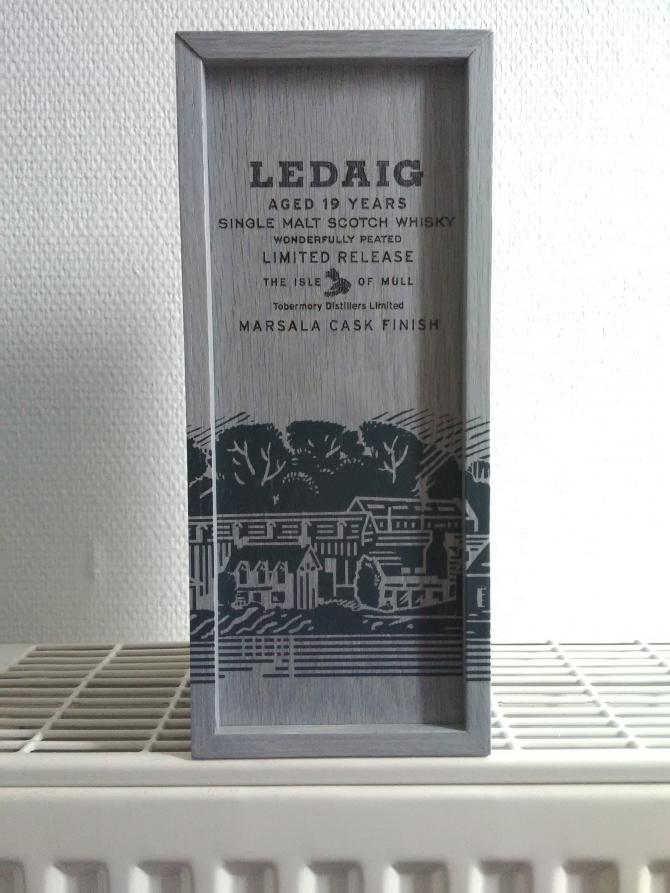 LEDAIG
AGED 19 YEARS
SINGLE MALT SCOTCH WHISKY
WONDERFULLY PEATED
LIMITED RELEASE
THE ISLE OF MULL
Tobermory Distillers Limited
MARSALA CASK FINISH